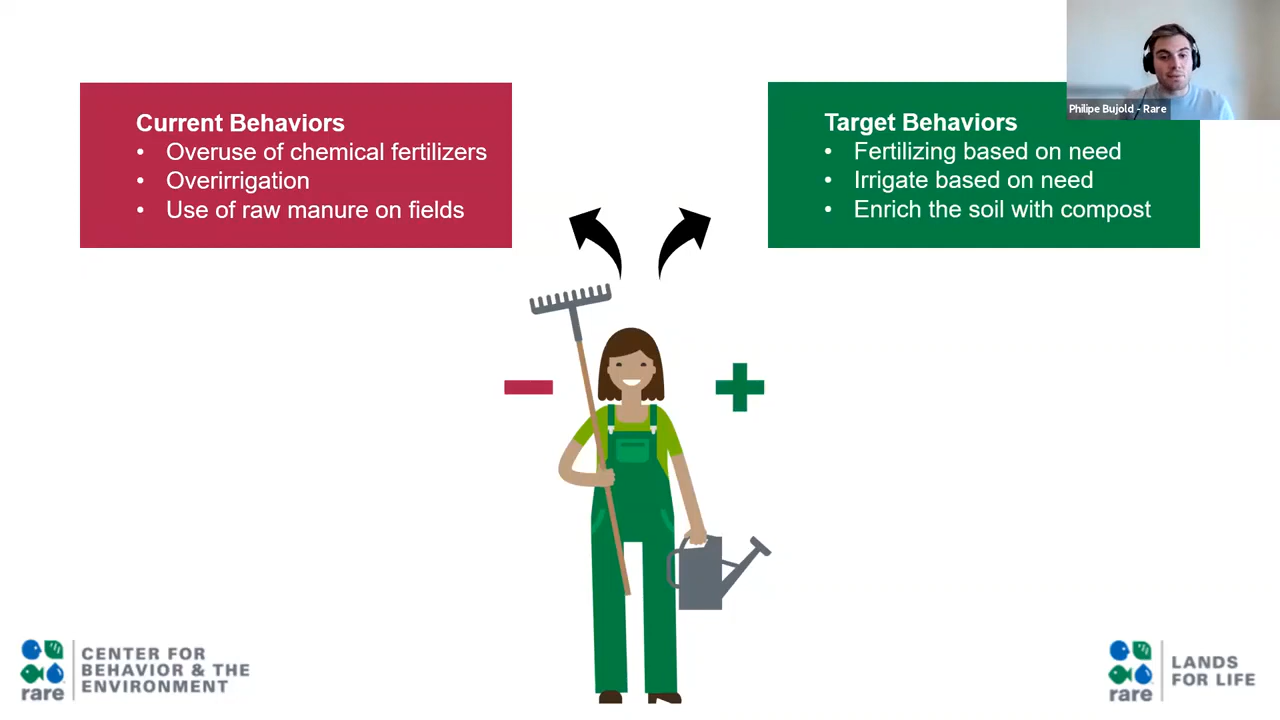 Philipe Bujold - Rare
Current Behaviors
• Overuse of chemical fertilizers
• Overirrigation
• Use of raw manure on fields
Target Behaviors
• Fertilizing based on need
• Irrigate based on need
• Enrich the soil with compost
rare
CENTER FOR
BEHAVIOR & THE
ENVIRONMENT
rare
LANDS
FOR LIFE